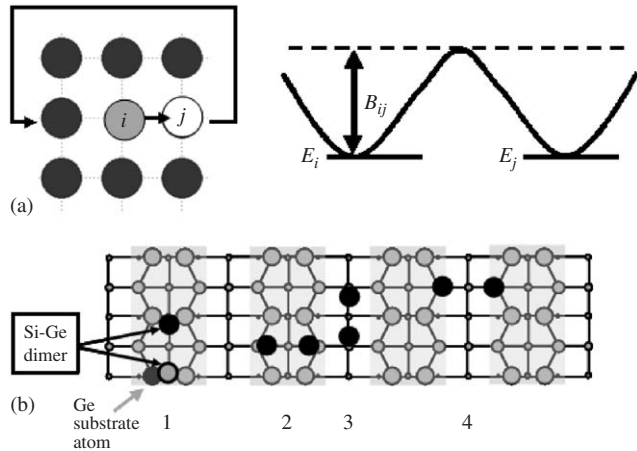 i
j
B_ij
E_i
E_j
(a)
Si-Ge
dimer
(b)
Ge
substrate
atom
1
2
3
4